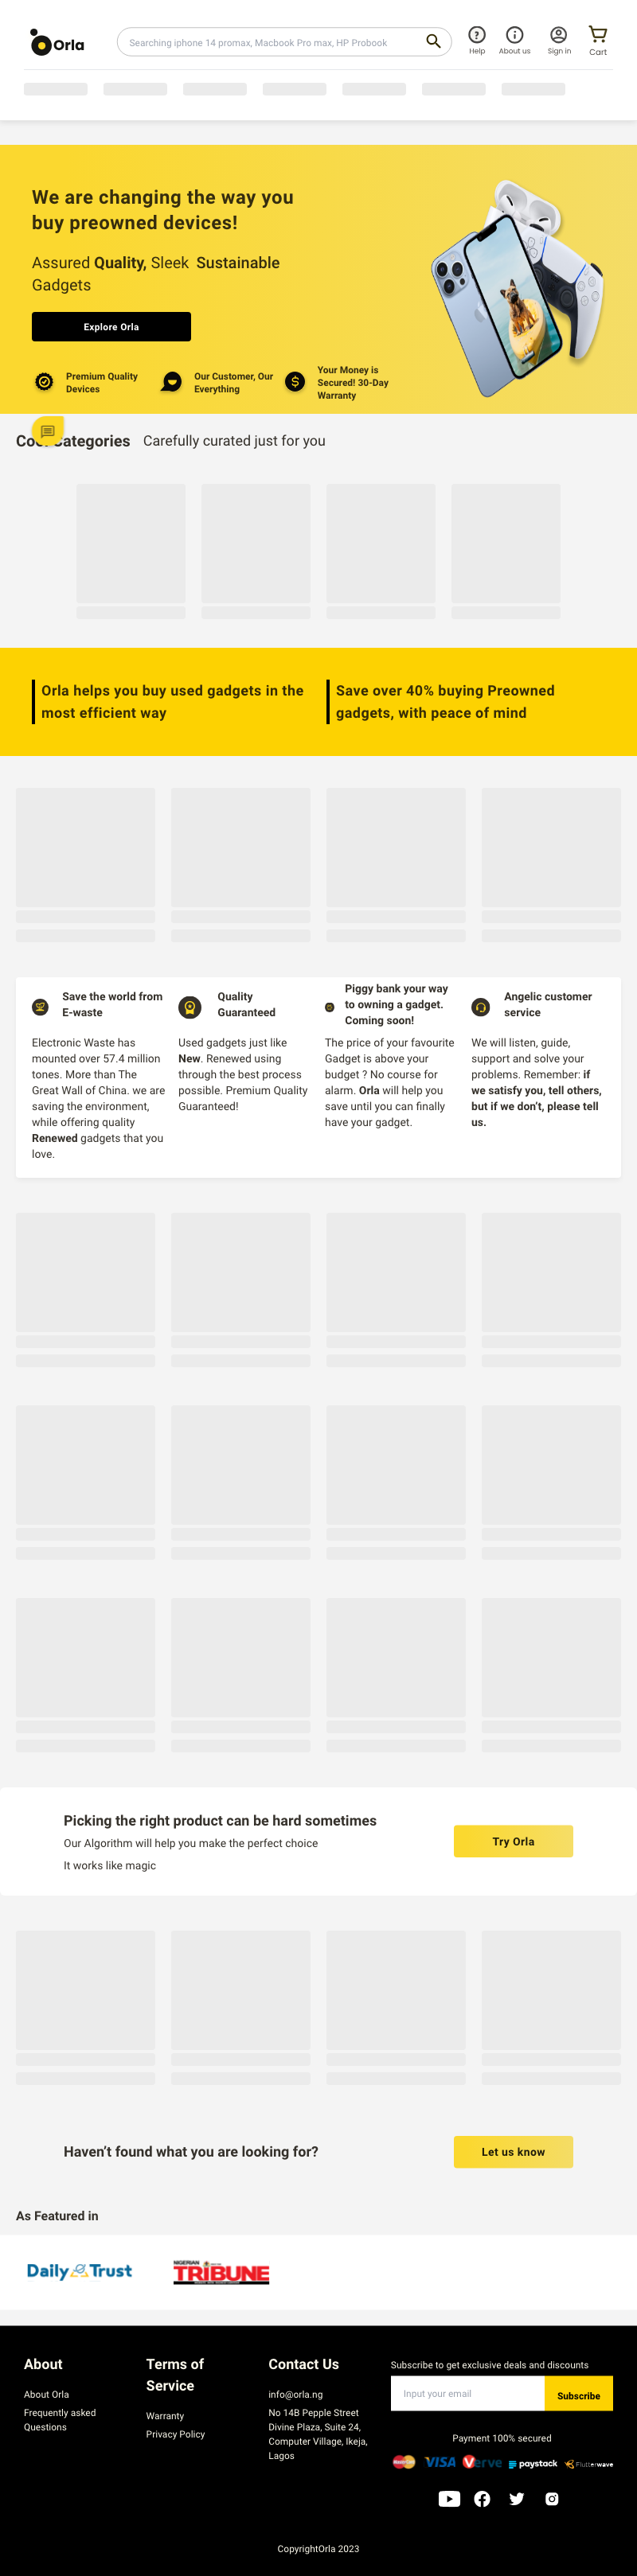 Orla
Searching iphone 14 promax, Macbook Pro max, HP Probook
Help
About us
Sign in
Cart
We are changing the way you
buy preowned devices!
Assured Quality, Sleek Sustainable
Gadgets
Explore Orla
Premium Quality
Devices
Our Customer, Our
Everything
Your Money is
Secured! 30-Day
Warranty
Categories Carefully curated just for you
Orla helps you buy used gadgets in the
most efficient way
Save over 40% buying Preowned
gadgets, with peace of mind
Save the world from
E-waste
Electronic Waste has
mounted over 57.4 million
tones. More than The
Great Wall of China. we are
saving the environment,
while offering quality
Renewed gadgets that you
love.
Quality
Guaranteed
Used gadgets just like
New. Renewed using
through the best process
possible. Premium Quality
Guaranteed!
Piggy bank your way
to owning a gadget.
Coming soon!
The price of your favourite
Gadget is above your
budget ? No course for
alarm. Orla will help you
save until you can finally
have your gadget.
Angelic customer
service
We will listen, guide,
support and solve your
problems. Remember: if
we satisfy you, tell others,
but if we don't, please tell
us.
Picking the right product can be hard sometimes
Our Algorithm will help you make the perfect choice
It works like magic
Try Orla
Haven't found what you are looking for?
Let us know
As Featured in
Daily Trust
NIGERIAN
TRIBUNE
About
About Orla
Frequently asked
Questions
Terms of
Service
Warranty
Privacy Policy
Contact Us
info@orla.ng
No 14B Pepple Street
Divine Plaza, Suite 24,
Computer Village, Ikeja,
Lagos
Subscribe to get exclusive deals and discounts
Input your email
Subscribe
Payment 100% secured
mastercard VISA Verve paystack Flutterwave
CopyrightOrla 2023